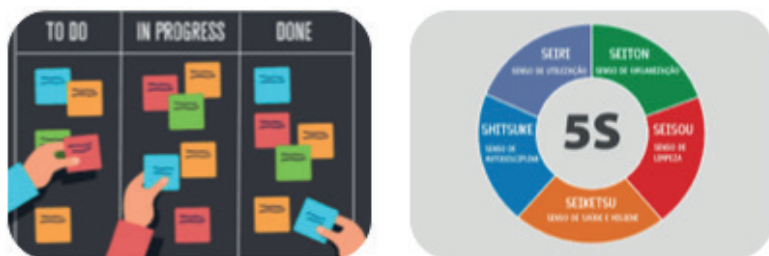 TO DO
IN PROGRESS
DONE
SEIRI
SENSO DE UTILIZAÇÃO
SEITON
SENSO DE ORGANIZAÇÃO
SHITSUKE
SENSO DE
AUTODISCIPLINA
5S
SEISOU
SENSO DE
LIMPEZA
SEIKETSU
SENSO DE SAÚDE E HIGIENE